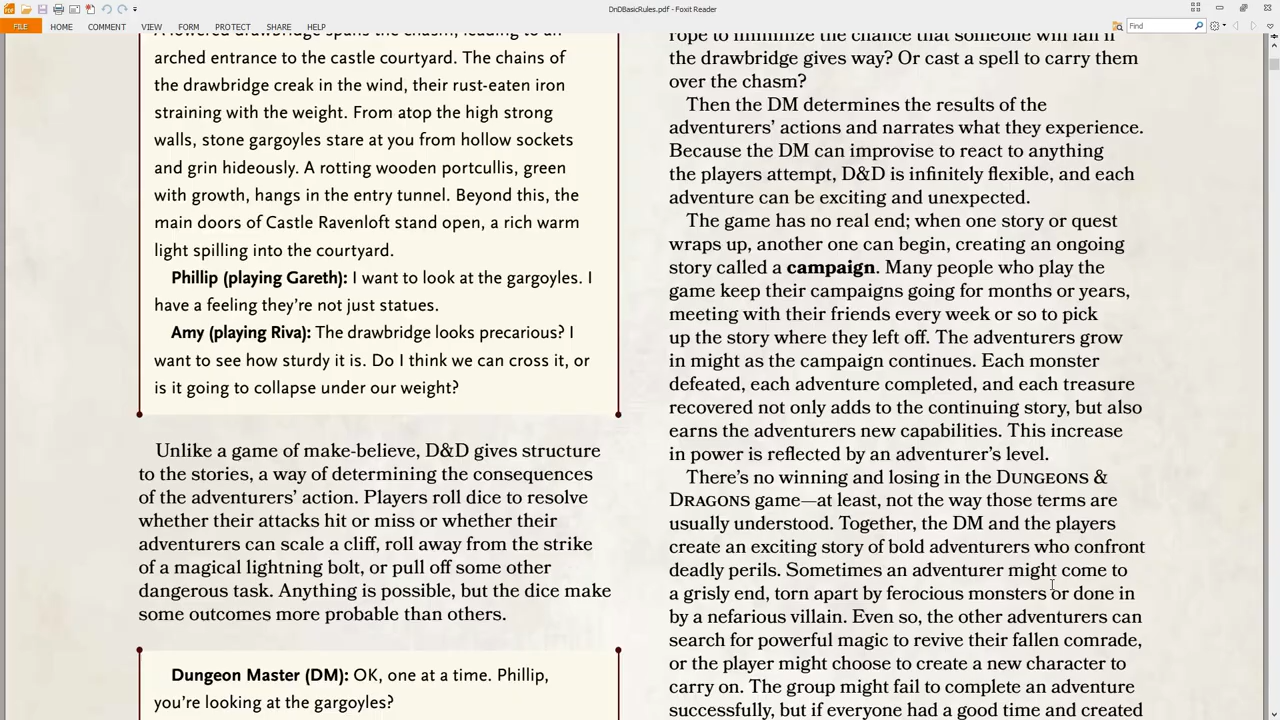 DnDBasicRules.pdf - Foxit Reader
FILE HOME COMMENT VIEW FORM PROTECT SHARE HELP
Find
A lowered drawbridge spans the chasm, leading to an
arched entrance to the castle courtyard. The chains of
the drawbridge creak in the wind, their rust-eaten iron
straining with the weight. From atop the high strong
walls, stone gargoyles stare at you from hollow sockets
and grin hideously. A rotting wooden portcullis, green
with growth, hangs in the entry tunnel. Beyond this, the
main doors of Castle Ravenloft stand open, a rich warm
light spilling into the courtyard.
Phillip (playing Gareth): I want to look at the gargoyles. I
have a feeling they're not just statues.
Amy (playing Riva): The drawbridge looks precarious? I
want to see how sturdy it is. Do I think we can cross it, or
is it going to collapse under our weight?
Unlike a game of make-believe, D&D gives structure
to the stories, a way of determining the consequences
of the adventurers' action. Players roll dice to resolve
whether their attacks hit or miss or whether their
adventurers can scale a cliff, roll away from the strike
of a magical lightning bolt, or pull off some other
dangerous task. Anything is possible, but the dice make
some outcomes more probable than others.
Dungeon Master (DM): OK, one at a time. Phillip,
you're looking at the gargoyles?
rope to minimize the chance that someone will fall if
the drawbridge gives way? Or cast a spell to carry them
over the chasm?
Then the DM determines the results of the
adventurers' actions and narrates what they experience.
Because the DM can improvise to react to anything
the players attempt, D&D is infinitely flexible, and each
adventure can be exciting and unexpected.
The game has no real end; when one story or quest
wraps up, another one can begin, creating an ongoing
story called a campaign. Many people who play the
game keep their campaigns going for months or years,
meeting with their friends every week or so to pick
up the story where they left off. The adventurers grow
in might as the campaign continues. Each monster
defeated, each adventure completed, and each treasure
recovered not only adds to the continuing story, but also
earns the adventurers new capabilities. This increase
in power is reflected by an adventurer's level.
There's no winning and losing in the DUNGEONS &
DRAGONS game—at least, not the way those terms are
usually understood. Together, the DM and the players
create an exciting story of bold adventurers who confront
deadly perils. Sometimes an adventurer might come to
a grisly end, torn apart by ferocious monsters or done in
by a nefarious villain. Even so, the other adventurers can
search for powerful magic to revive their fallen comrade,
or the player might choose to create a new character to
carry on. The group might fail to complete an adventure
successfully, but if everyone had a good time and created